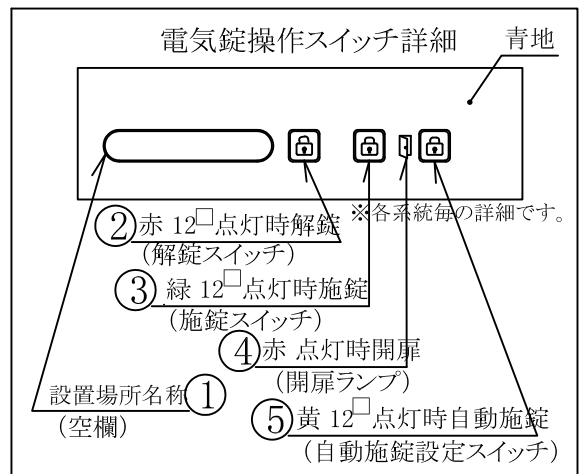 電気錠操作スイッチ詳細
青地
② 赤 12□点灯時解錠
(解錠スイッチ)
※各系統毎の詳細です。
③ 緑 12□点灯時施錠
(施錠スイッチ)
④ 赤 点灯時開扉
(開扉ランプ)
設置場所名称 ①
(空欄)
⑤ 黄 12□点灯時自動施錠
(自動施錠設定スイッチ)